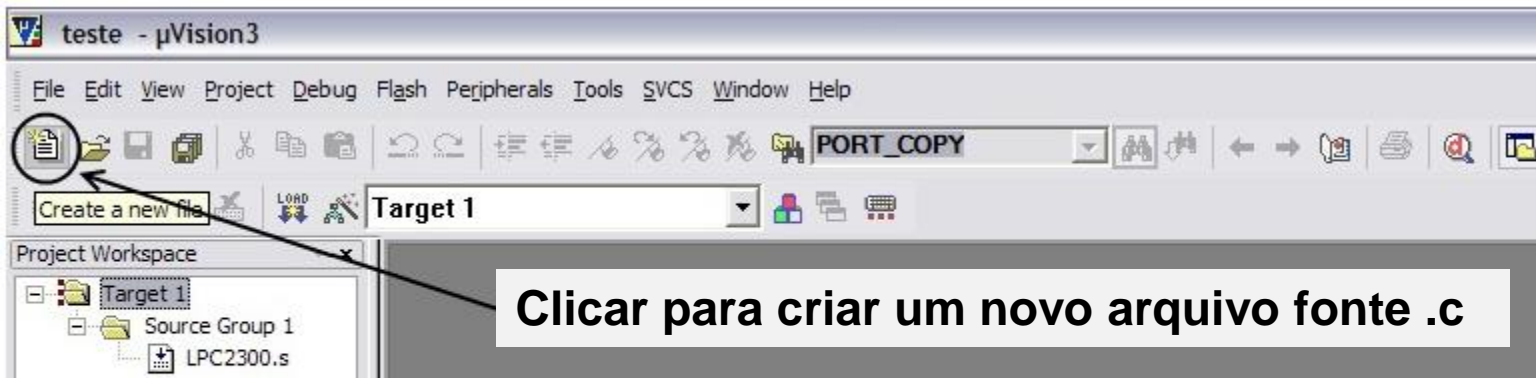 teste - µVision3
File Edit View Project Debug Flash Peripherals Tools SVCS Window Help
PORT_COPY
Create a new file LOAD Target 1
Project Workspace x
Target 1
Source Group 1
LPC2300.s
Clicar para criar um novo arquivo fonte .c